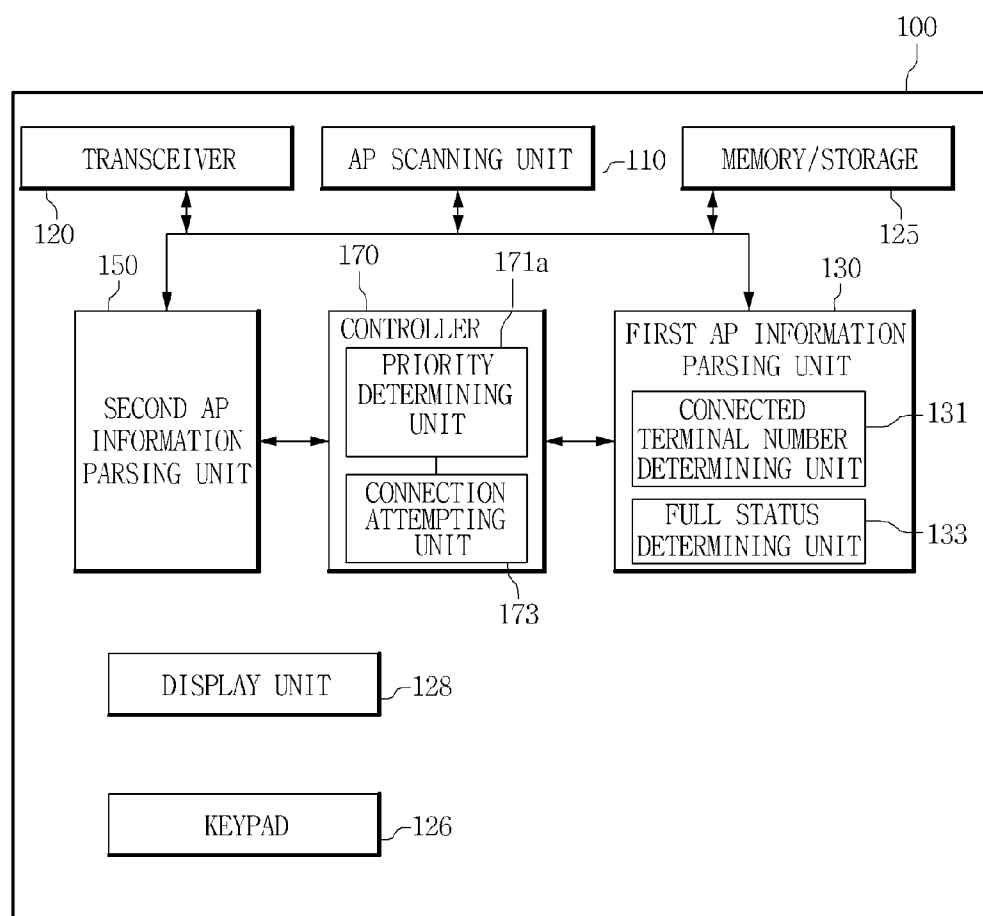 100
TRANSCEIVER
AP SCANNING UNIT
110
MEMORY/STORAGE
120
125
150
170
171a
130
CONTROLLER
PRIORITY
DETERMINING
UNIT
CONNECTION
ATTEMPTING
UNIT
173
SECOND AP
INFORMATION
PARSING UNIT
FIRST AP INFORMATION
PARSING UNIT
CONNECTED
TERMINAL NUMBER
DETERMINING UNIT
131
FULL STATUS
DETERMINING UNIT
133
DISPLAY UNIT
128
KEYPAD
126